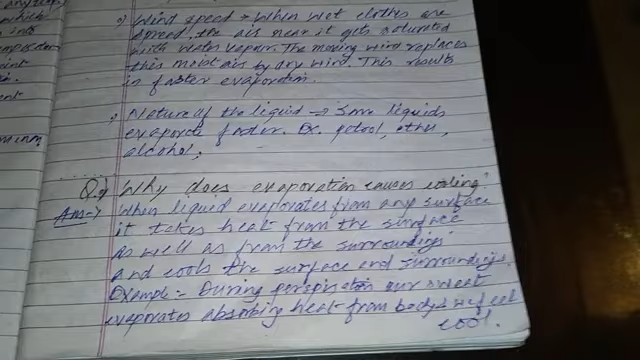 which
into
Wind speed → When wet clothes are
spread, the air near it gets saturated
with water vapour. The moving wind replaces
this moist air by dry wind. This results
in faster evaporation.
Nature of the liquid → Some liquids
evaporate faster. Ex. petrol, ether,
alcohol,
Q. Why does evaporation causes cooling?
Ans-> When liquid evaporates from any surface
it takes heat from the surface
as well as from the surroundings
and cools the surface and surroundings.
Example - During perspiration our sweat
evaporates absorbing heat from body & we feel
cool.